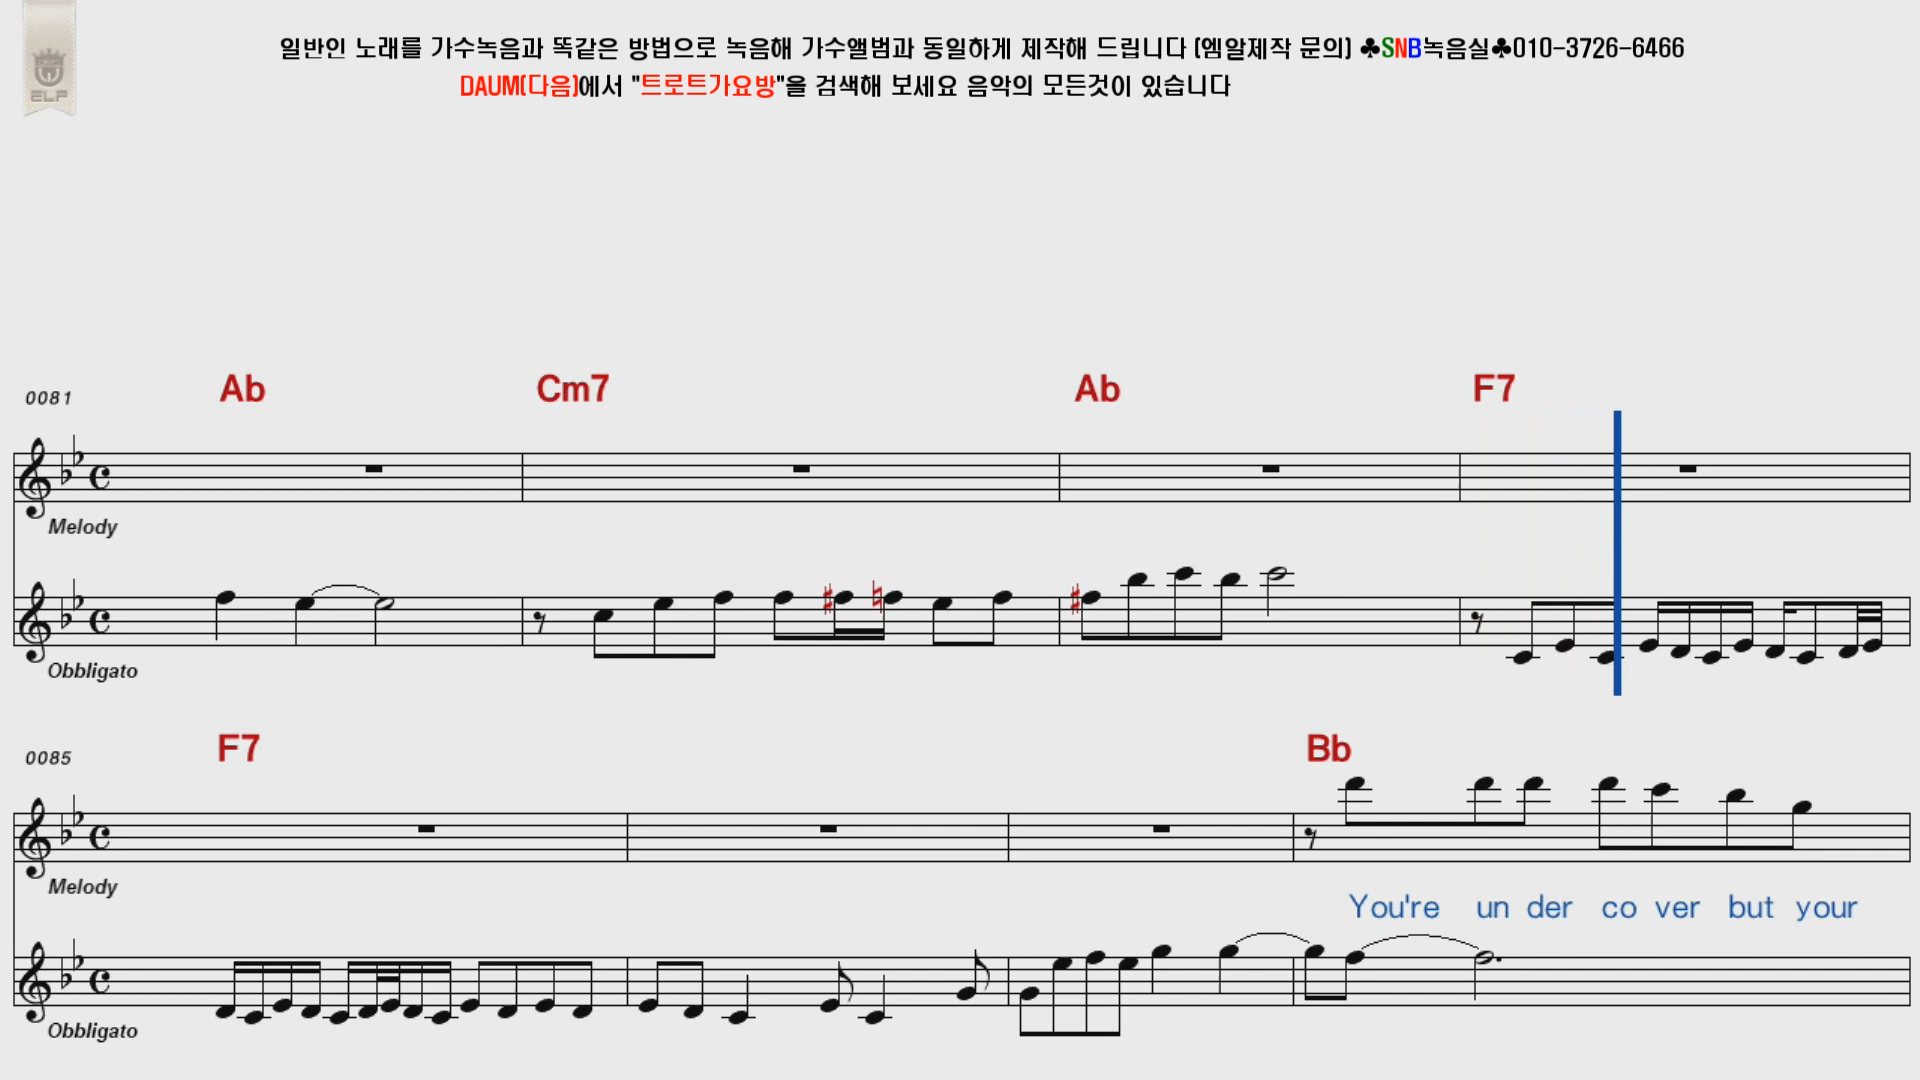 일반인 노래를 가수녹음과 똑같은 방법으로 녹음해 가수앨범과 동일하게 제작해 드립니다 (엠알제작 문의) ♣SNB녹음실♣010-3726-6466
DAUM(다음)에서 "트로트가요방"을 검색해 보세요 음악의 모든것이 있습니다
ELF
0081 Ab Cm7 Ab F7
Melody
Obbligato
0085 F7 Bb
Melody
You're un der co ver but your
Obbligato